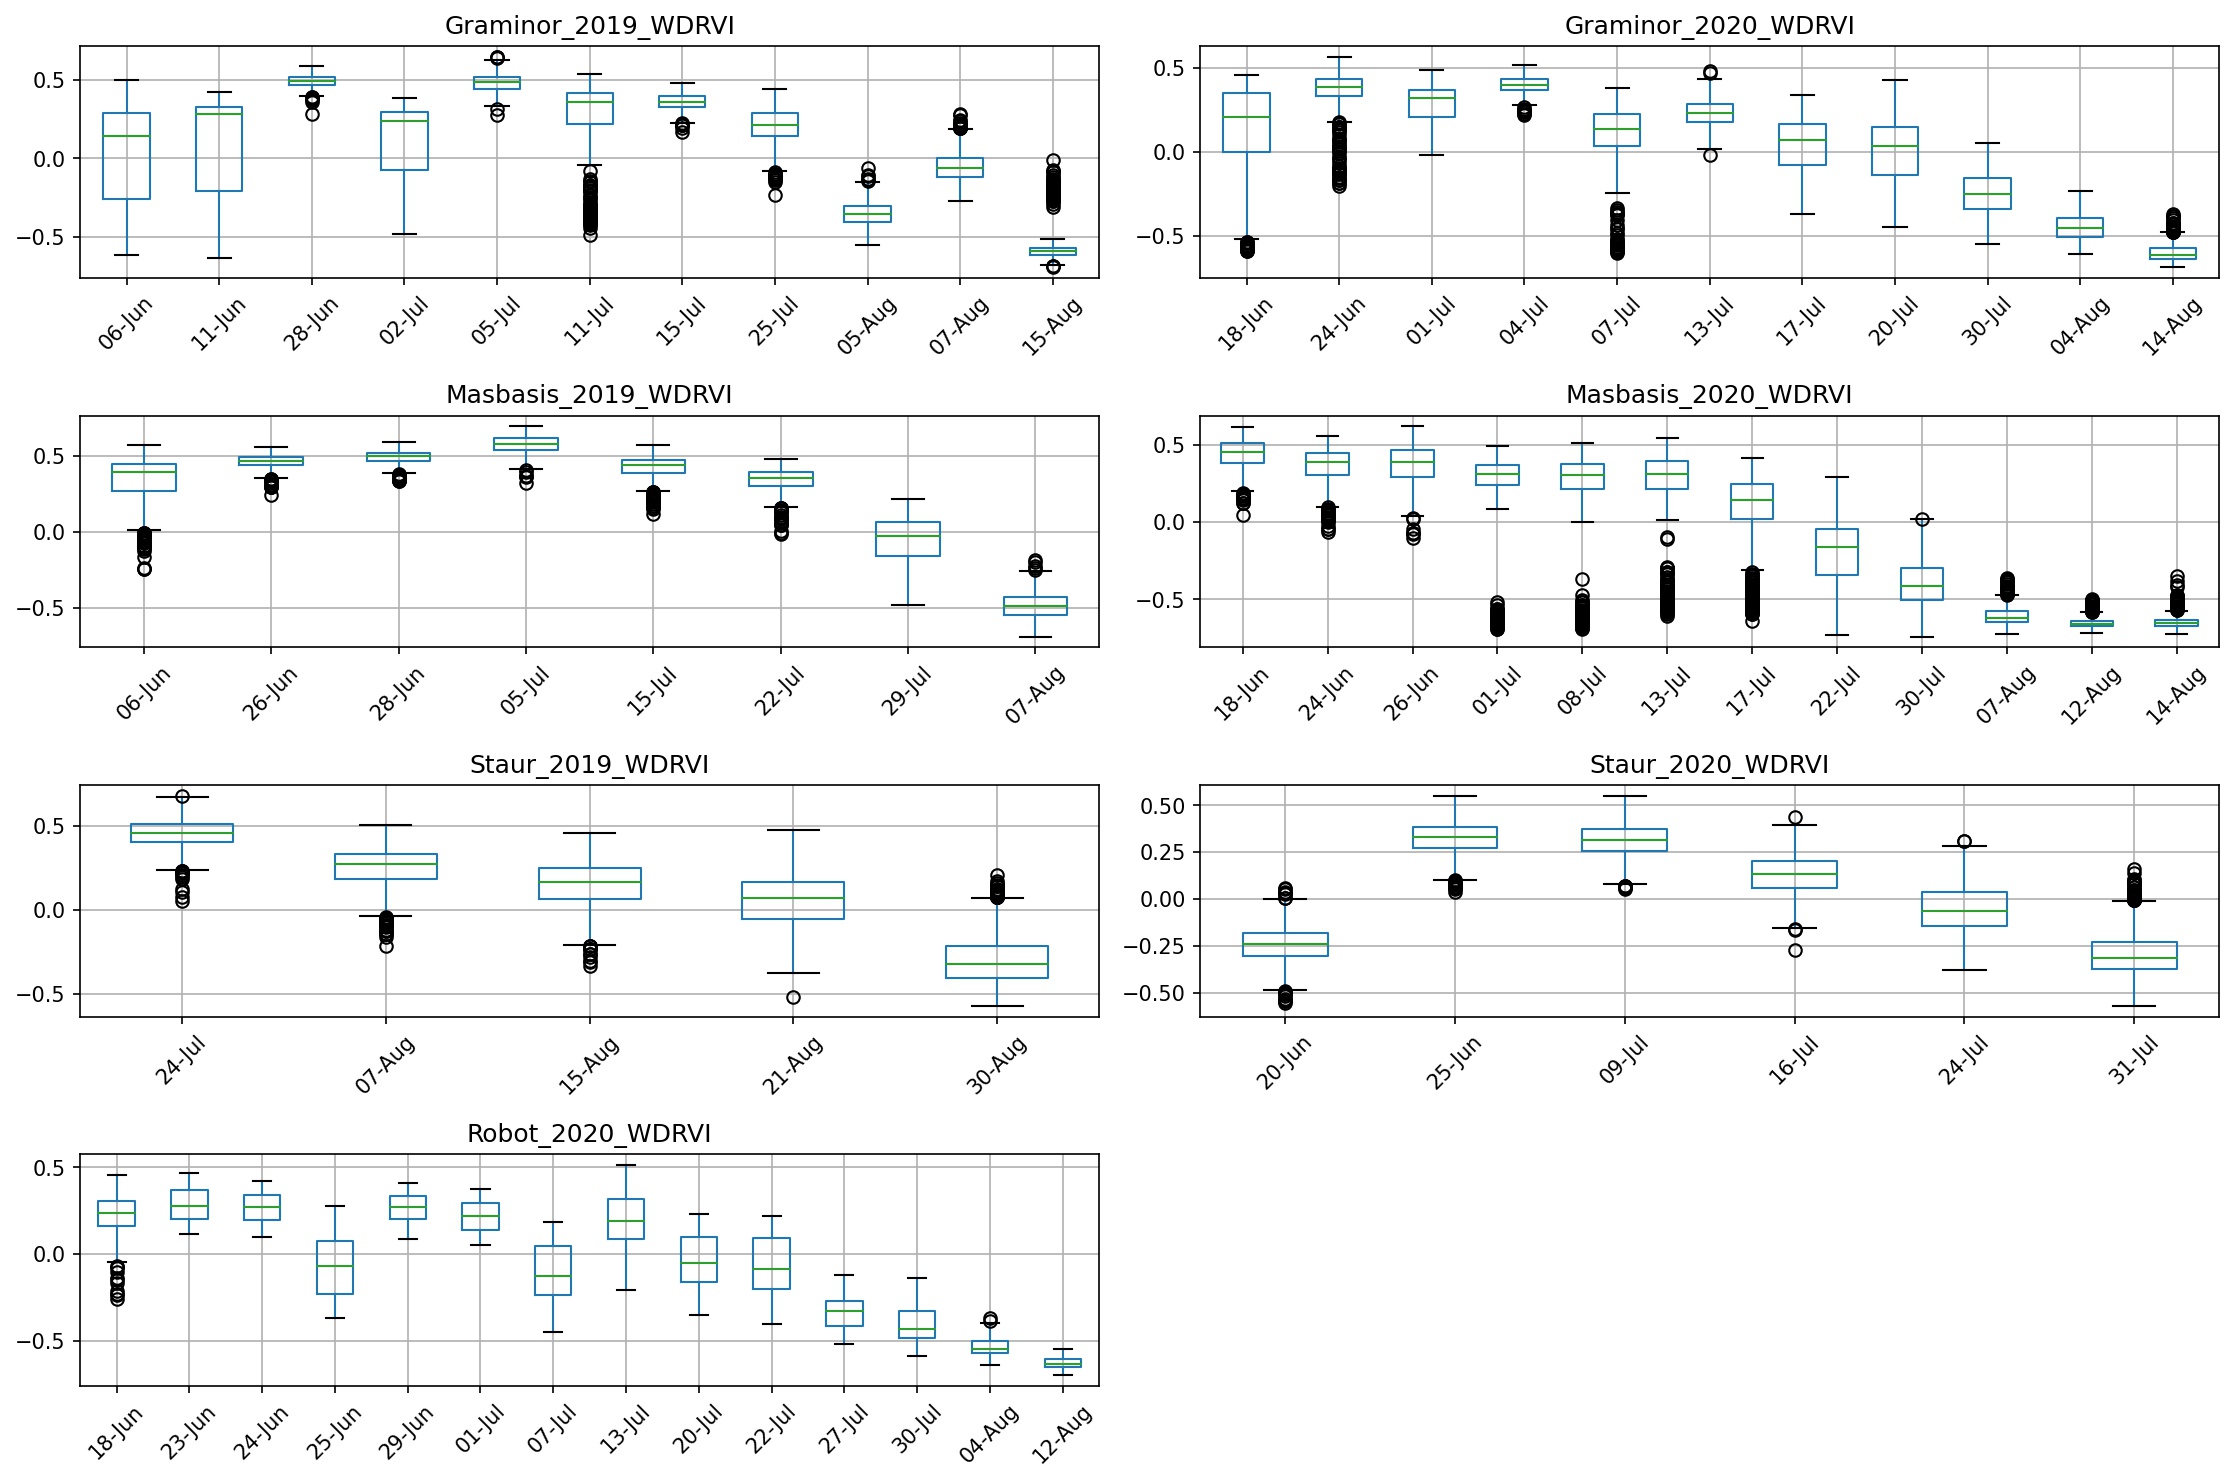 Graminor_2019_WDRVI
0.5
0.0
−0.5
06-Jun 11-Jun 28-Jun 02-Jul 05-Jul 11-Jul 15-Jul 25-Jul 05-Aug 07-Aug 15-Aug
Graminor_2020_WDRVI
0.5
0.0
−0.5
18-Jun 24-Jun 01-Jul 04-Jul 07-Jul 13-Jul 17-Jul 20-Jul 30-Jul 04-Aug 14-Aug
Masbasis_2019_WDRVI
0.5
0.0
−0.5
06-Jun 26-Jun 28-Jun 05-Jul 15-Jul 22-Jul 29-Jul 07-Aug
Masbasis_2020_WDRVI
0.5
0.0
−0.5
18-Jun 24-Jun 26-Jun 01-Jul 08-Jul 13-Jul 17-Jul 22-Jul 30-Jul 07-Aug 12-Aug 14-Aug
Staur_2019_WDRVI
0.5
0.0
−0.5
24-Jul 07-Aug 15-Aug 21-Aug 30-Aug
Staur_2020_WDRVI
0.50
0.25
0.00
−0.25
−0.50
20-Jun 25-Jun 09-Jul 16-Jul 24-Jul 31-Jul
Robot_2020_WDRVI
0.5
0.0
−0.5
18-Jun 23-Jun 24-Jun 25-Jun 29-Jun 01-Jul 07-Jul 13-Jul 20-Jul 22-Jul 27-Jul 30-Jul 04-Aug 12-Aug